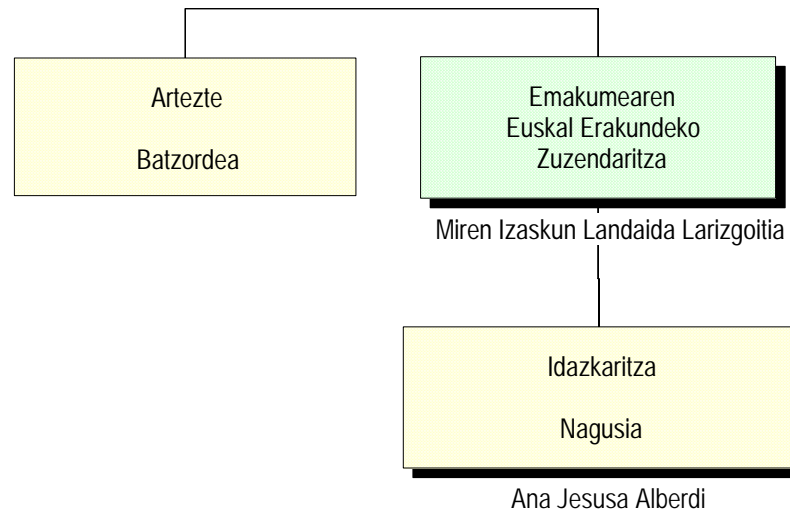 Artezte
Batzordea
Emakumearen
Euskal Erakundeko
Zuzendaritza
Miren Izaskun Landaida Larizgoitia
Idazkaritza
Nagusia
Ana Jesusa Alberdi